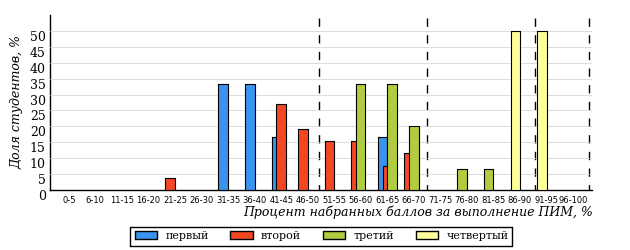 Доля студентов, %
50
45
40
35
30
25
20
15
10
5
0
0-5 6-10 11-15 16-20 21-25 26-30 31-35 36-40 41-45 46-50 51-55 56-60 61-65 66-70 71-75 76-80 81-85 86-90 91-95 96-100
Процент набранных баллов за выполнение ПИМ, %
первый второй третий четвертый